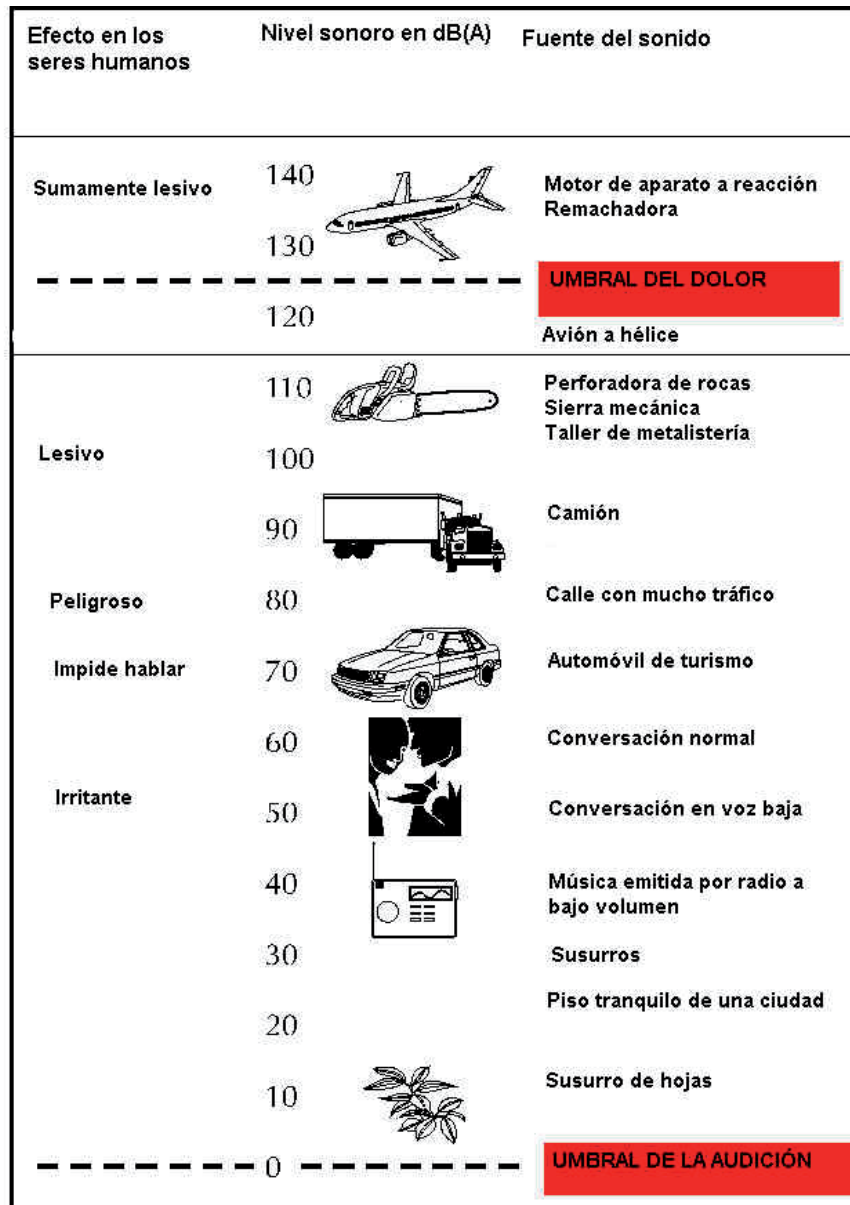 Efecto en los
seres humanos
Nivel sonoro en dB(A)
Fuente del sonido
Sumamente lesivo
140
Motor de aparato a reacción
Remachadora
130
UMBRAL DEL DOLOR
120
Avión a hélice
110
Perforadora de rocas
Sierra mecánica
Taller de metalistería
Lesivo
100
90
Camión
Peligroso
80
Calle con mucho tráfico
Impide hablar
70
Automóvil de turismo
60
Conversación normal
Irritante
50
Conversación en voz baja
40
Música emitida por radio a
bajo volumen
30
Susurros
Piso tranquilo de una ciudad
20
10
Susurro de hojas
0
UMBRAL DE LA AUDICIÓN